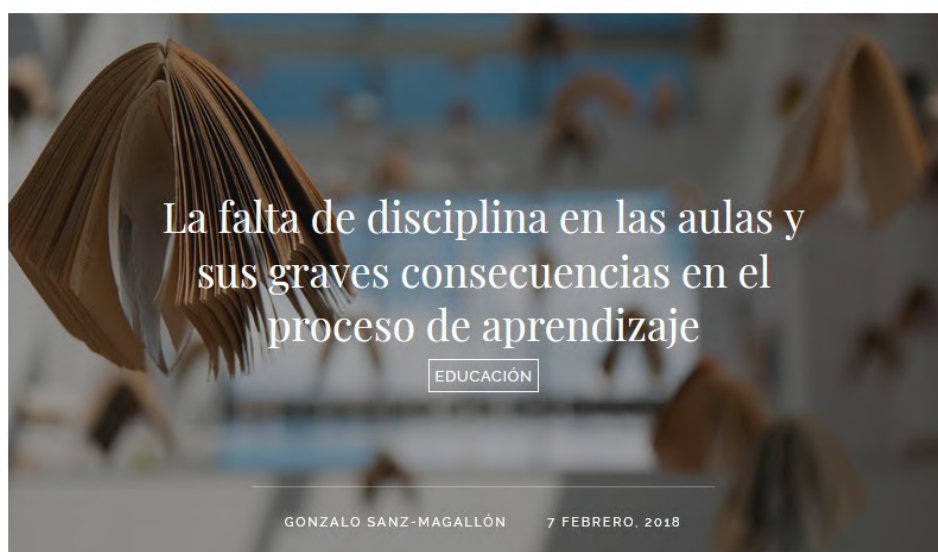 La falta de disciplina en las aulas y
sus graves consecuencias en el
proceso de aprendizaje
EDUCACIÓN
GONZALO SANZ-MAGALLÓN 7 FEBRERO, 2018